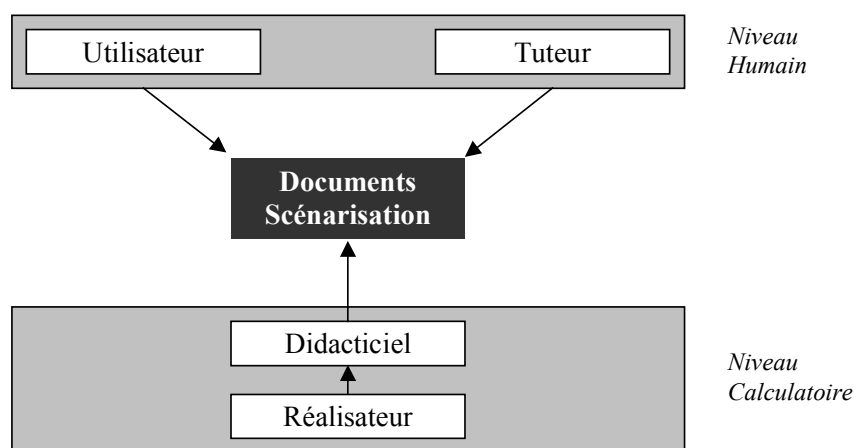 Utilisateur
Tuteur
Niveau
Humain
Documents
Scénarisation
Didacticiel
Réalisateur
Niveau
Calculatoire